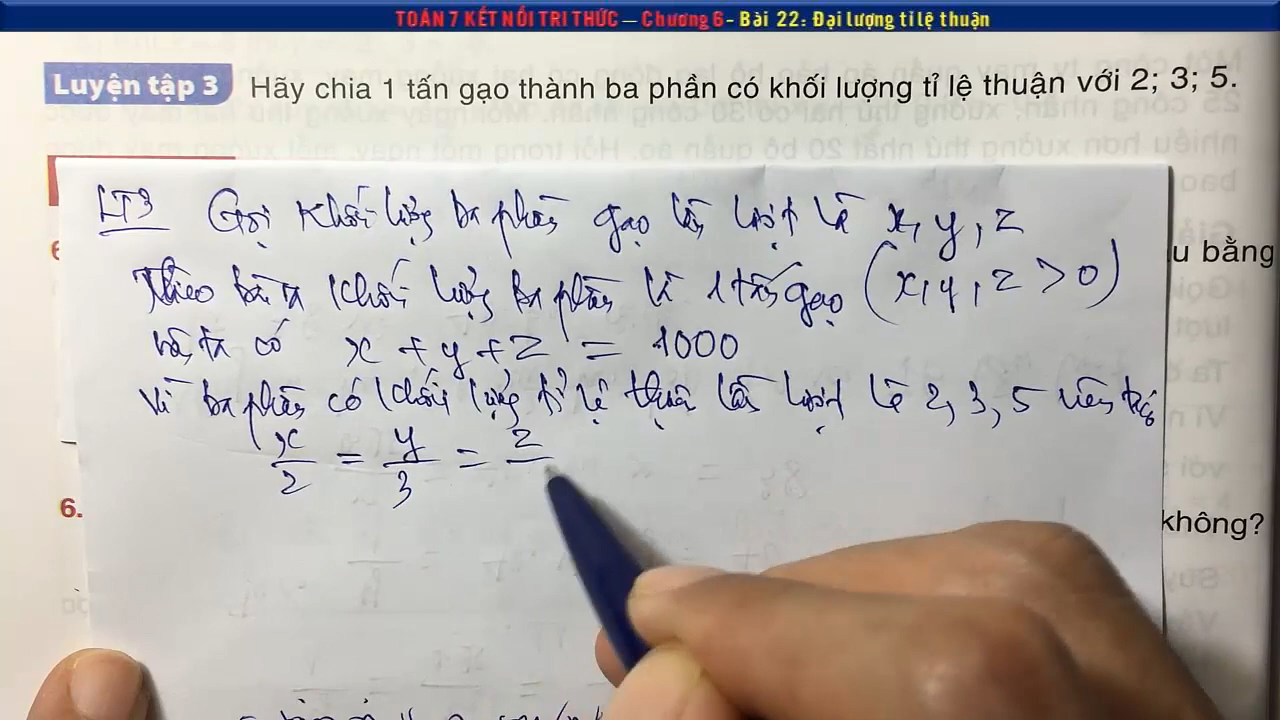 TOÁN 7 KẾT NỐI TRI THỨC – Chương 6- Bài 22: Đại lượng tỉ lệ thuận
Luyện tập 3 Hãy chia 1 tấn gạo thành ba phần có khối lượng tỉ lệ thuận với 2; 3; 5.
LT3 Gọi khối lượng ba phần gạo lần lượt là x, y, z
Theo bài ra khối lượng ba phần là 1 tấn gạo (x, y, z > 0)
nên ta có x + y + z = 1000
u bằng
Vì ba phần có khối lượng tỉ lệ thuận lần lượt là 2, 3, 5 nên
x/2 = y/3 = z
6.
không?